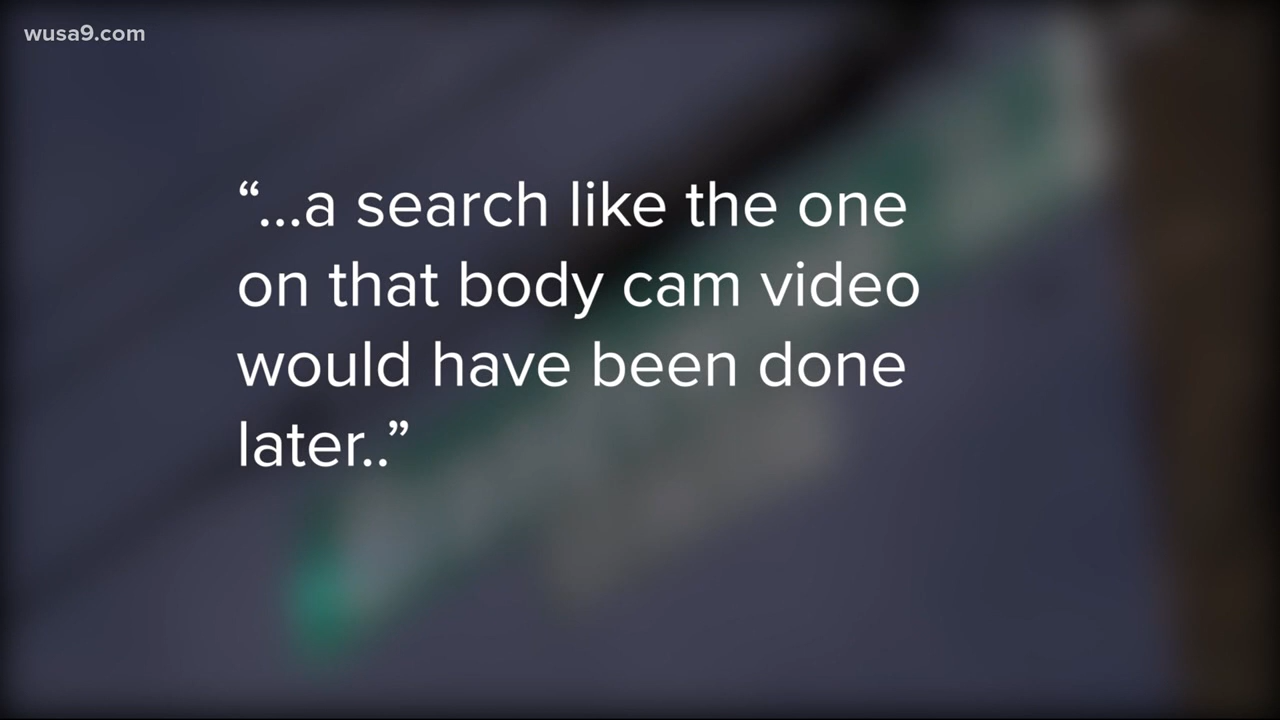 wusa9.com
“...a search like the one
on that body cam video
would have been done
later..”